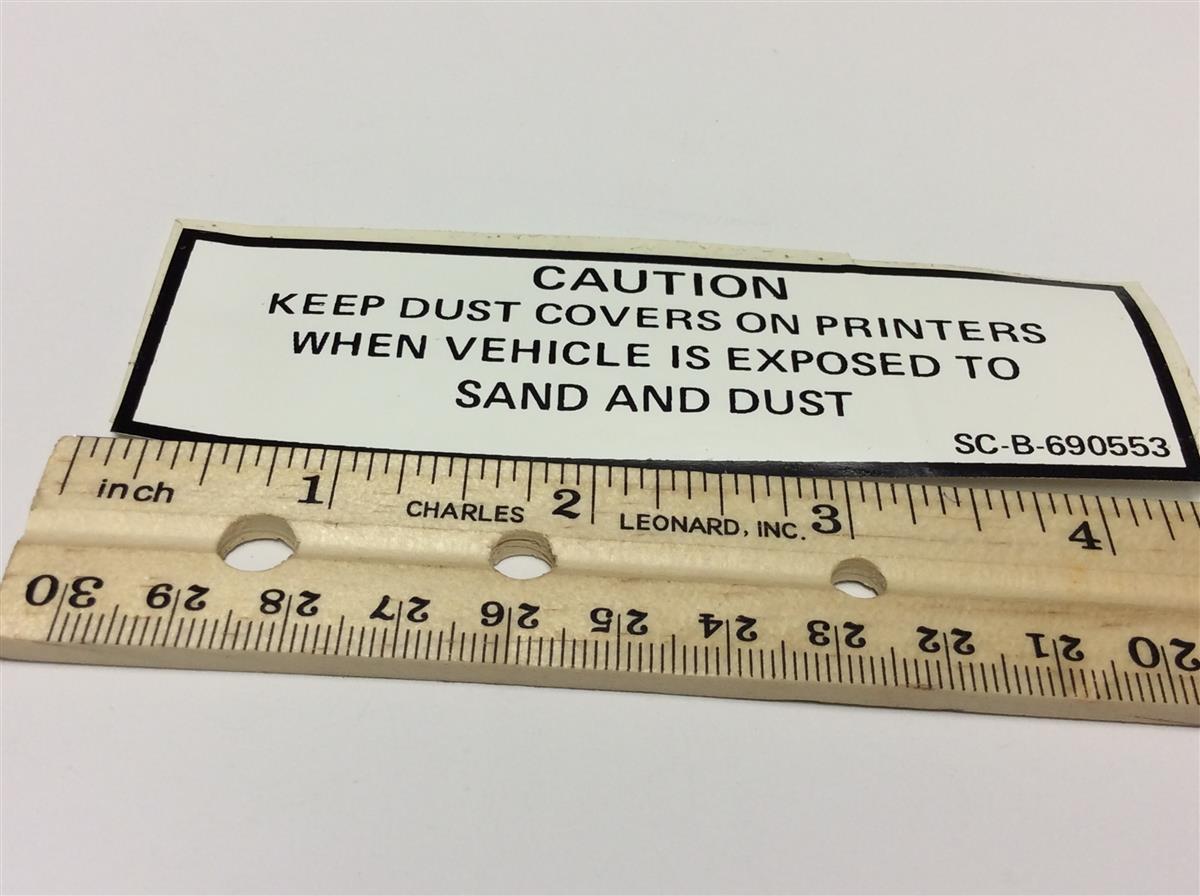 CAUTION
KEEP DUST COVERS ON PRINTERS
WHEN VEHICLE IS EXPOSED TO
SAND AND DUST
SC-B-690553
inch 1 2 3 4
CHARLES LEONARD, INC.
30 29 28 27 26 25 24 23 22 21 20